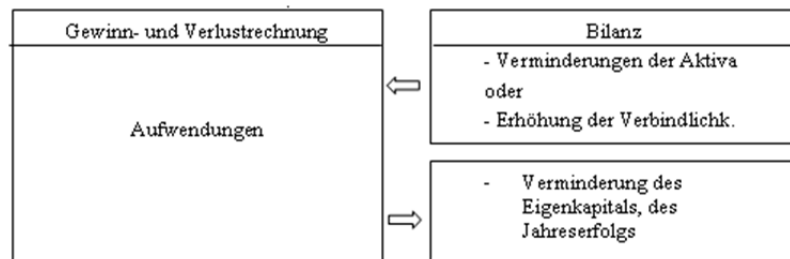 Gewinn- und Verlustrechnung
Aufwendungen
Bilanz
- Verminderungen der Aktiva
oder
- Erhöhung der Verbindlichk.
- Verminderung des
Eigenkapitals, des
Jahreserfolgs